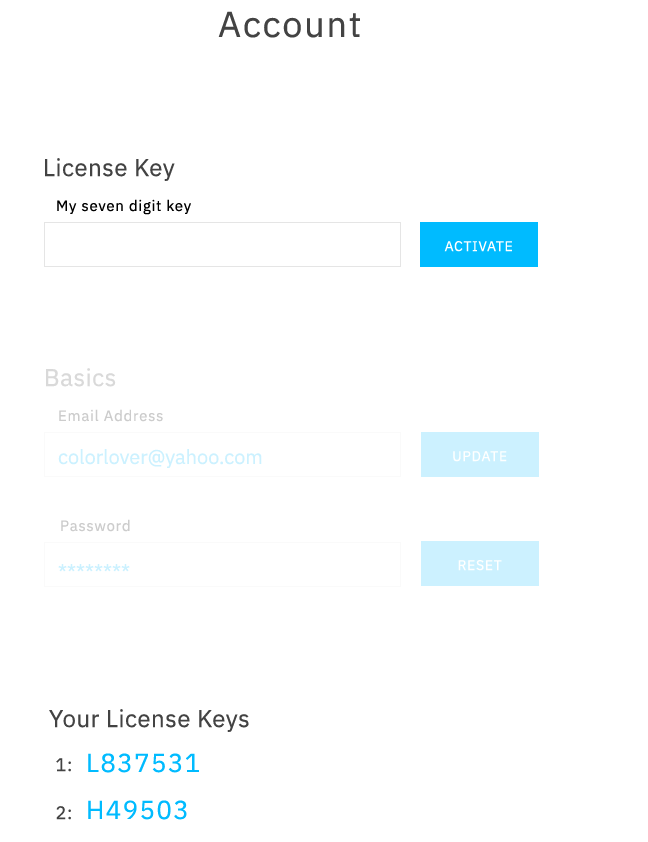 Account
License Key
My seven digit key
ACTIVATE
Basics
Email Address
colorlover@yahoo.com
UPDATE
Password
********
RESET
Your License Keys
1: L837531
2: H49503